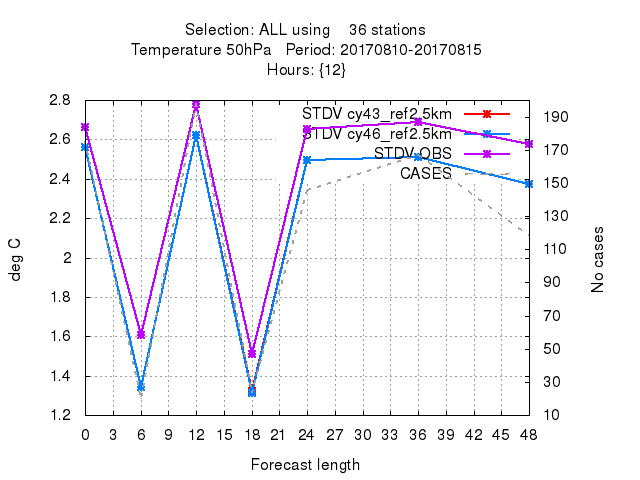 Selection: ALL using 36 stations
Temperature 50hPa Period: 20170810-20170815
Hours: {12}
STDV cy43_ref2.5km
STDV cy46_ref2.5km
STDV OBS
CASES
2.8
2.6
2.4
2.2
2
1.8
1.6
1.4
1.2
deg C
190
170
150
130
110
90
70
50
30
10
No cases
0 3 6 9 12 15 18 21 24 27 30 33 36 39 42 45 48
Forecast length